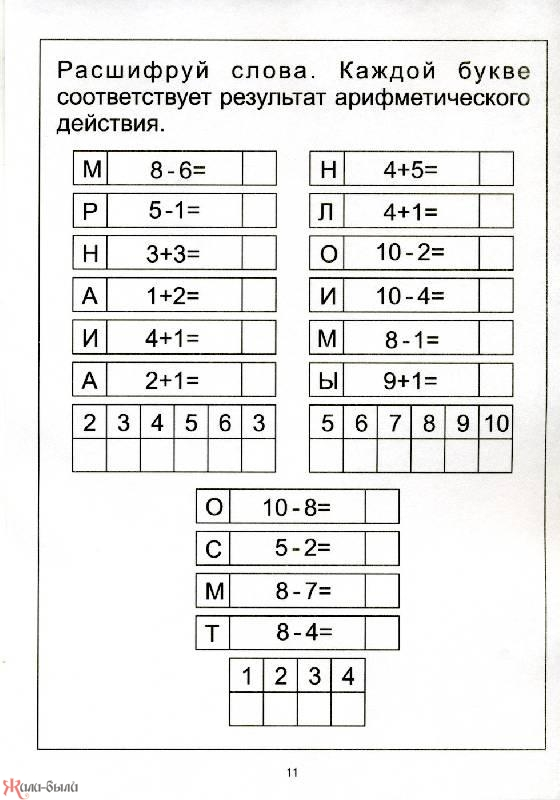 Расшифруй слова. Каждой букве
соответствует результат арифметического
действия.
М 8-6=
Р 5-1=
Н 3+3=
А 1+2=
И 4+1=
А 2+1=
2 3 4 5 6 3
Н 4+5=
Л 4+1=
О 10-2=
И 10-4=
М 8-1=
Ы 9+1=
5 6 7 8 9 10
О 10-8=
С 5-2=
М 8-7=
Т 8-4=
1 2 3 4
11
Жили-были